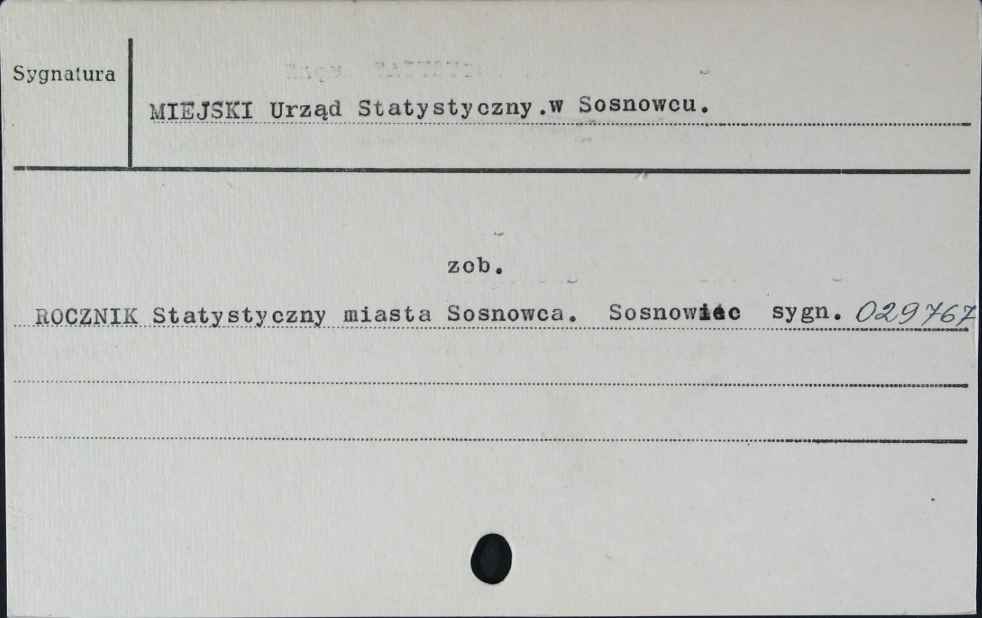 Sygnatura
MIEJSKI Urząd Statystyczny.w Sosnowcu.
zob.
ROCZNIK Statystyczny miasta Sosnowca. Sosnowiec sygn. 029767